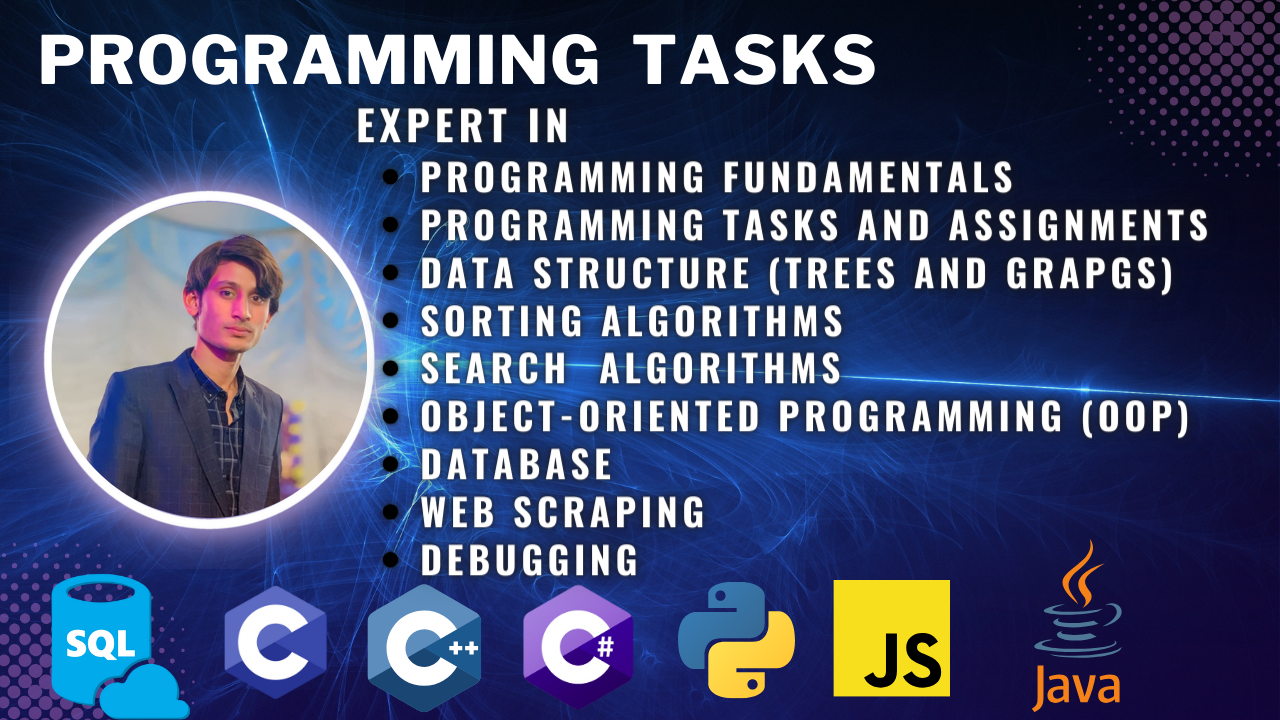 PROGRAMMING TASKS
EXPERT IN
PROGRAMMING FUNDAMENTALS
PROGRAMMING TASKS AND ASSIGNMENTS
DATA STRUCTURE (TREES AND GRAPGS)
SORTING ALGORITHMS
SEARCH ALGORITHMS
OBJECT-ORIENTED PROGRAMMING (OOP)
DATABASE
WEB SCRAPING
DEBUGGING
SQL
C
C++
C#
JS
Java